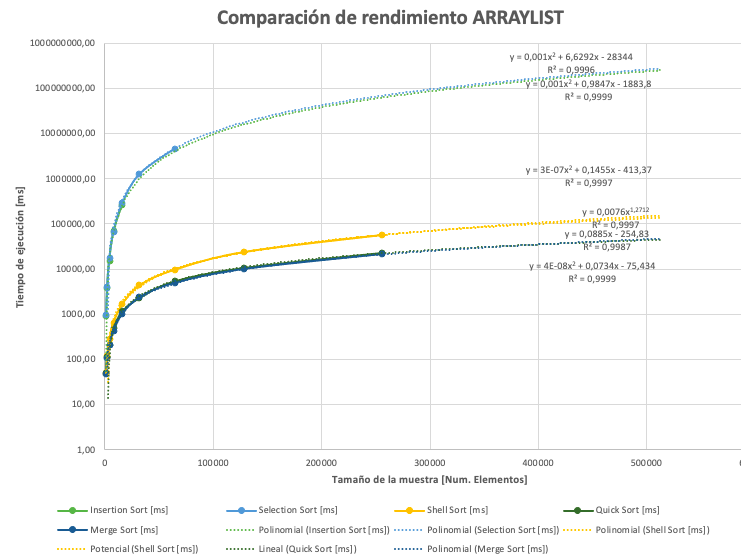 Comparación de rendimiento ARRAYLIST
1000000000,00
100000000,00
10000000,00
1000000,00
100000,00
10000,00
1000,00
100,00
10,00
1,00
Tiempo de ejecución [ms]
y = 0,001x² + 6,6292x - 28344
R² = 0,9996
y = 0,001x² + 0,9847x - 1883,8
R² = 0,9999
y = 3E-07x² + 0,1455x - 413,37
R² = 0,9997
y = 0,0076x^1,2712
R² = 0,9997
y = 0,0885x - 254,83
R² = 0,9987
y = 4E-08x² + 0,0734x - 75,434
R² = 0,9999
0 100000 200000 300000 400000 500000
Tamaño de la muestra [Num. Elementos]
Insertion Sort [ms] Selection Sort [ms] Shell Sort [ms] Quick Sort [ms]
Merge Sort [ms] Polinomial (Insertion Sort [ms]) Polinomial (Selection Sort [ms]) Polinomial (Shell Sort [ms])
Potencial (Shell Sort [ms]) Lineal (Quick Sort [ms]) Polinomial (Merge Sort [ms])